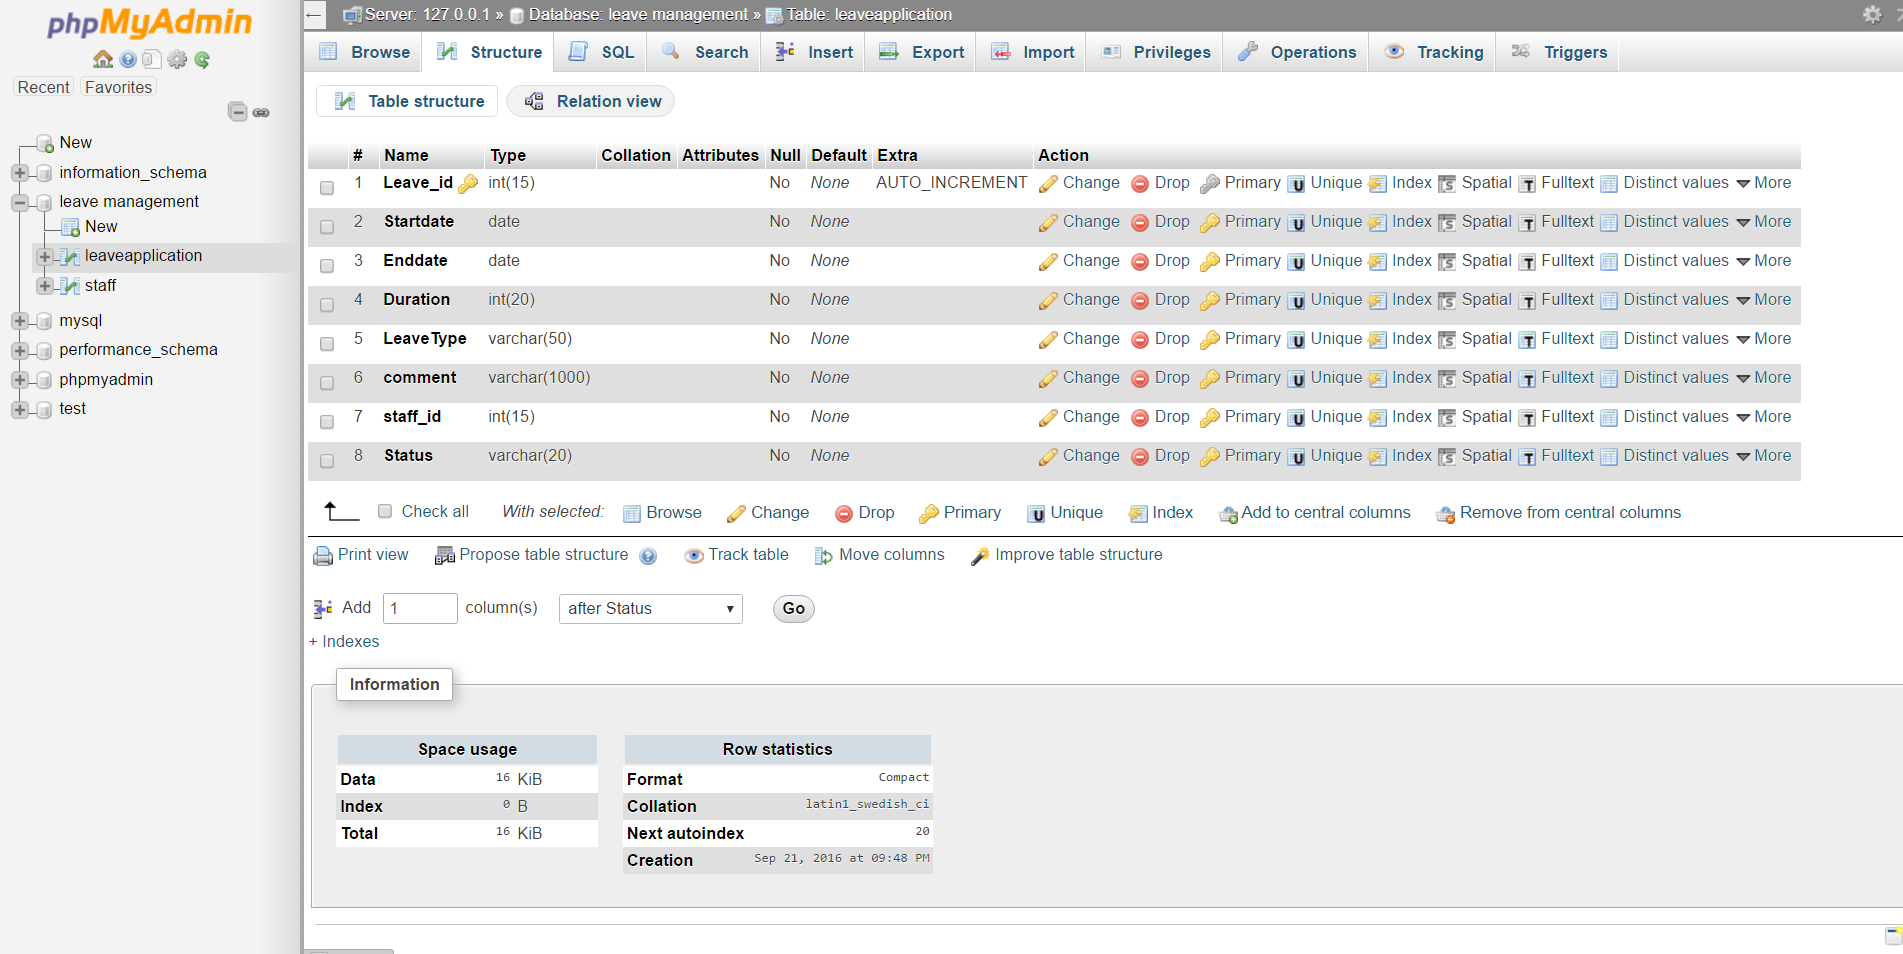 phpMyAdmin
Recent Favorites
New
information_schema
leave management
New
leaveapplication
staff
mysql
performance_schema
phpmyadmin
test
Server: 127.0.0.1 » Database: leave management » Table: leaveapplication
Browse Structure SQL Search Insert Export Import Privileges Operations Tracking Triggers
Table structure Relation view
# Name Type Collation Attributes Null Default Extra Action
1 Leave_id int(15) No None AUTO_INCREMENT Change Drop Primary Unique Index Spatial Fulltext Distinct values More
2 Startdate date No None Change Drop Primary Unique Index Spatial Fulltext Distinct values More
3 Enddate date No None Change Drop Primary Unique Index Spatial Fulltext Distinct values More
4 Duration int(20) No None Change Drop Primary Unique Index Spatial Fulltext Distinct values More
5 LeaveType varchar(50) No None Change Drop Primary Unique Index Spatial Fulltext Distinct values More
6 comment varchar(1000) No None Change Drop Primary Unique Index Spatial Fulltext Distinct values More
7 staff_id int(15) No None Change Drop Primary Unique Index Spatial Fulltext Distinct values More
8 Status varchar(20) No None Change Drop Primary Unique Index Spatial Fulltext Distinct values More
Check all With selected: Browse Change Drop Primary Unique Index Add to central columns Remove from central columns
Print view Propose table structure Track table Move columns Improve table structure
Add 1 column(s) after Status Go
+ Indexes
Information
Space usage
Data 16 KiB
Index 0 B
Total 16 KiB
Row statistics
Format Compact
Collation latin1_swedish_ci
Next autoindex 20
Creation Sep 21, 2016 at 09:48 PM